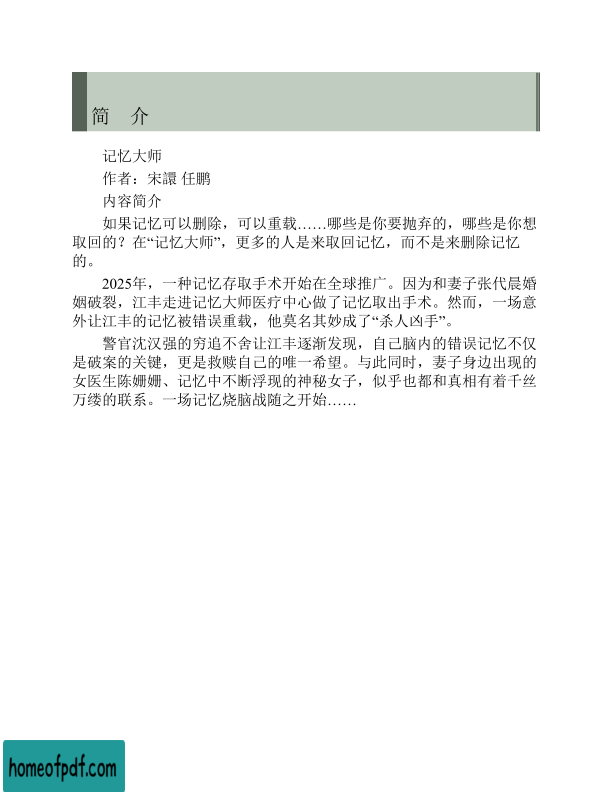 简 介
记忆大师
作者：宋譞 任鹏
内容简介
如果记忆可以删除，可以重载……哪些是你要抛弃的，哪些是你想
取回的？在“记忆大师”，更多的人是来取回记忆，而不是来删除记忆
的。
2025年，一种记忆存取手术开始在全球推广。因为和妻子张代晨婚
姻破裂，江丰走进记忆大师医疗中心做了记忆取出手术。然而，一场意
外让江丰的记忆被错误重载，他莫名其妙成了“杀人凶手”。
警官沈汉强的穷追不舍让江丰逐渐发现，自己脑内的错误记忆不仅
是破案的关键，更是救赎自己的唯一希望。与此同时，妻子身边出现的
女医生陈姗姗、记忆中不断浮现的神秘女子，似乎也都和真相有着千丝
万缕的联系。一场记忆烧脑战随之开始……
homeofpdf.com